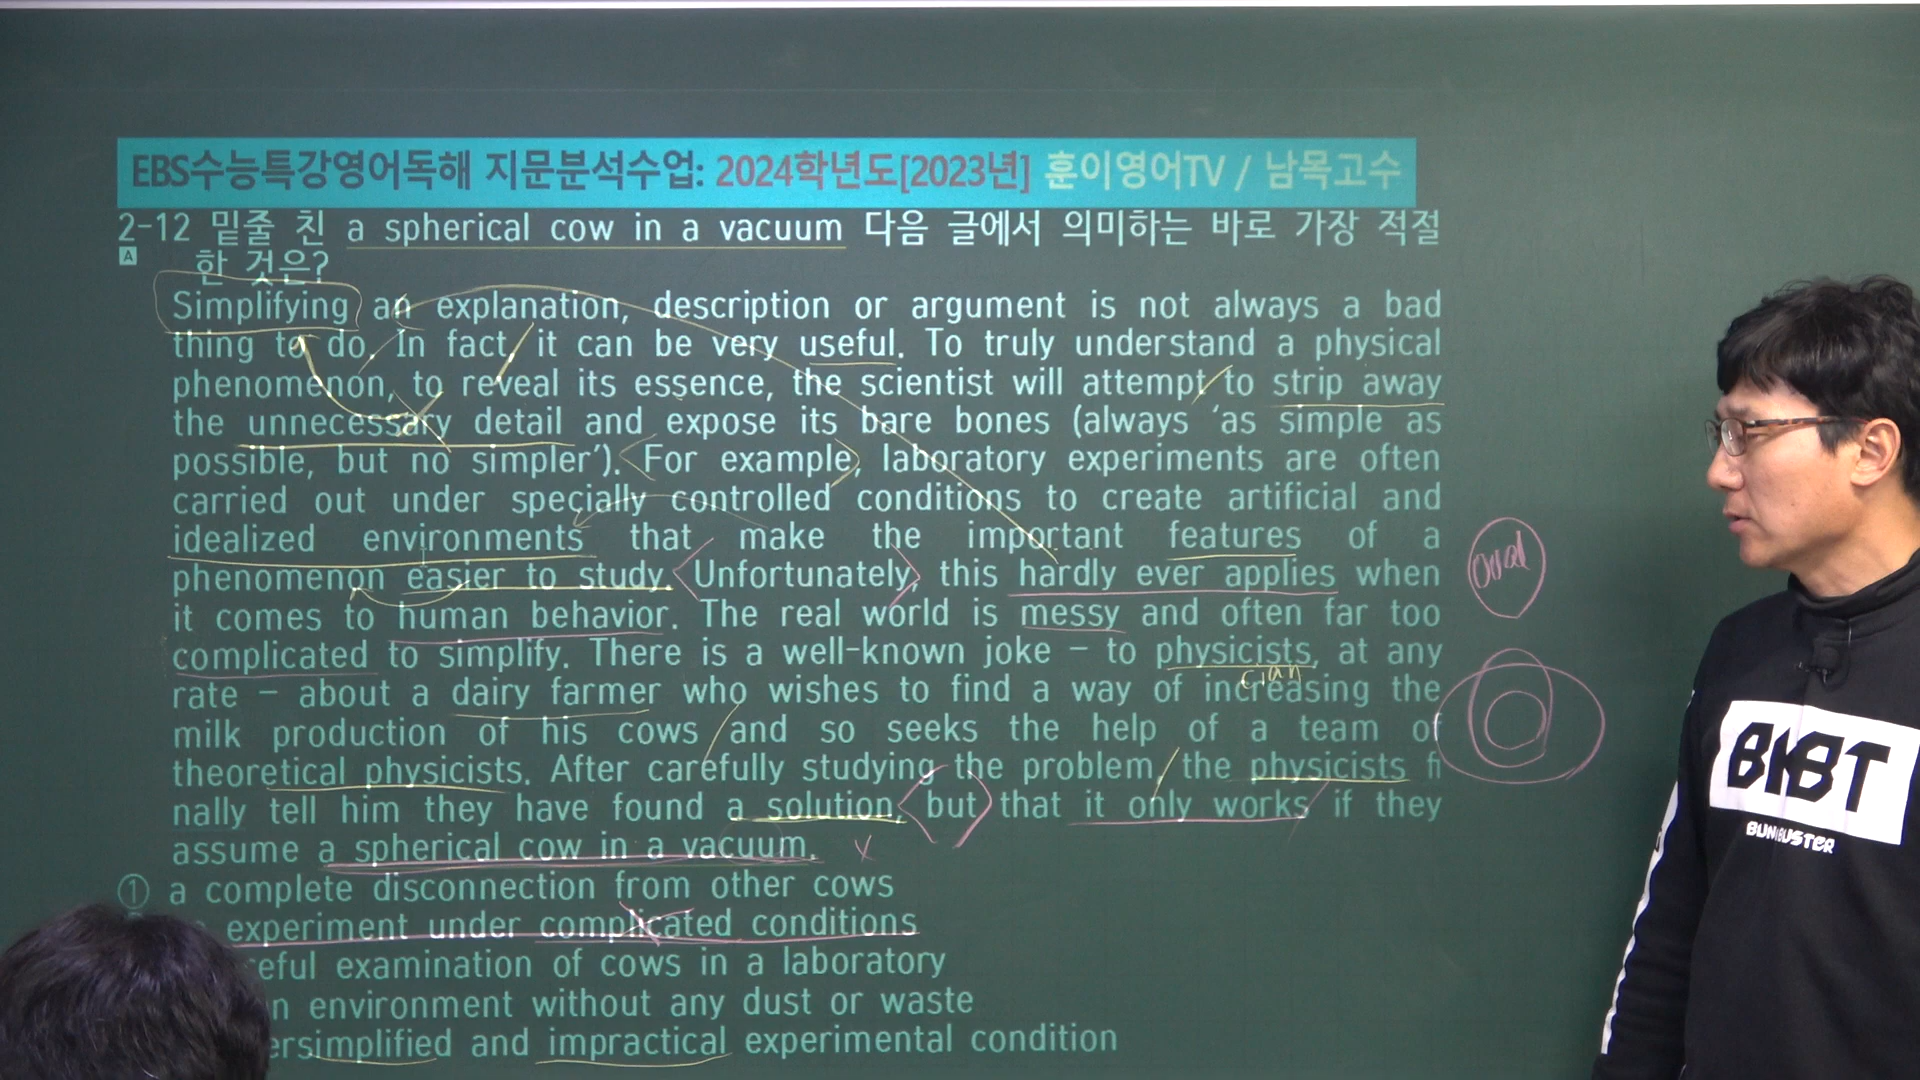 EBS수능특강영어독해 지문분석수업: 2024학년도[2023년] 훈이영어TV / 남목고수
2-12 밑줄 친 a spherical cow in a vacuum 다음 글에서 의미하는 바로 가장 적절
A 한 것은?
Simplifying an explanation, description or argument is not always a bad
thing to do. In fact, it can be very useful. To truly understand a physical
phenomenon, to reveal its essence, the scientist will attempt to strip away
the unnecessary detail and expose its bare bones (always ‘as simple as
possible, but no simpler’). For example, laboratory experiments are often
carried out under specially controlled conditions to create artificial and
idealized environments that make the important features of a
phenomenon easier to study. Unfortunately, this hardly ever applies when
it comes to human behavior. The real world is messy and often far too
complicated to simplify. There is a well-known joke – to physicists, at any
cian
rate – about a dairy farmer who wishes to find a way of increasing the
milk production of his cows and so seeks the help of a team of
theoretical physicists. After carefully studying the problem, the physicists fi
nally tell him they have found a solution, but that it only works if they
assume a spherical cow in a vacuum. x
① a complete disconnection from other cows
experiment under complicated conditions
eful examination of cows in a laboratory
n environment without any dust or waste
ersimplified and impractical experimental condition
BNBT